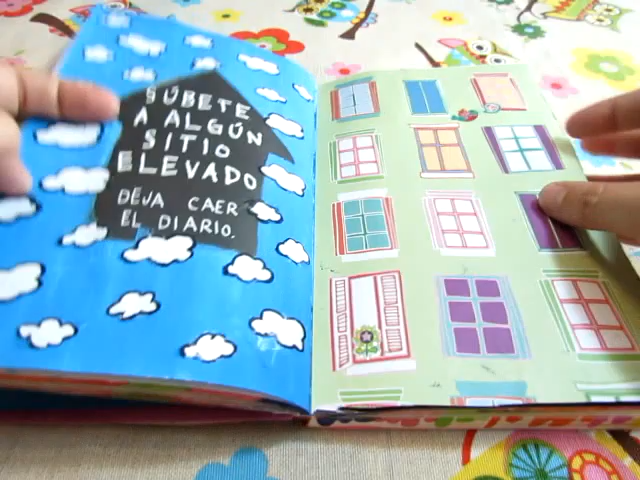 SÚBETE
A ALGÚN
SITIO
ELEVADO
DEJA CAER
EL DIARIO.